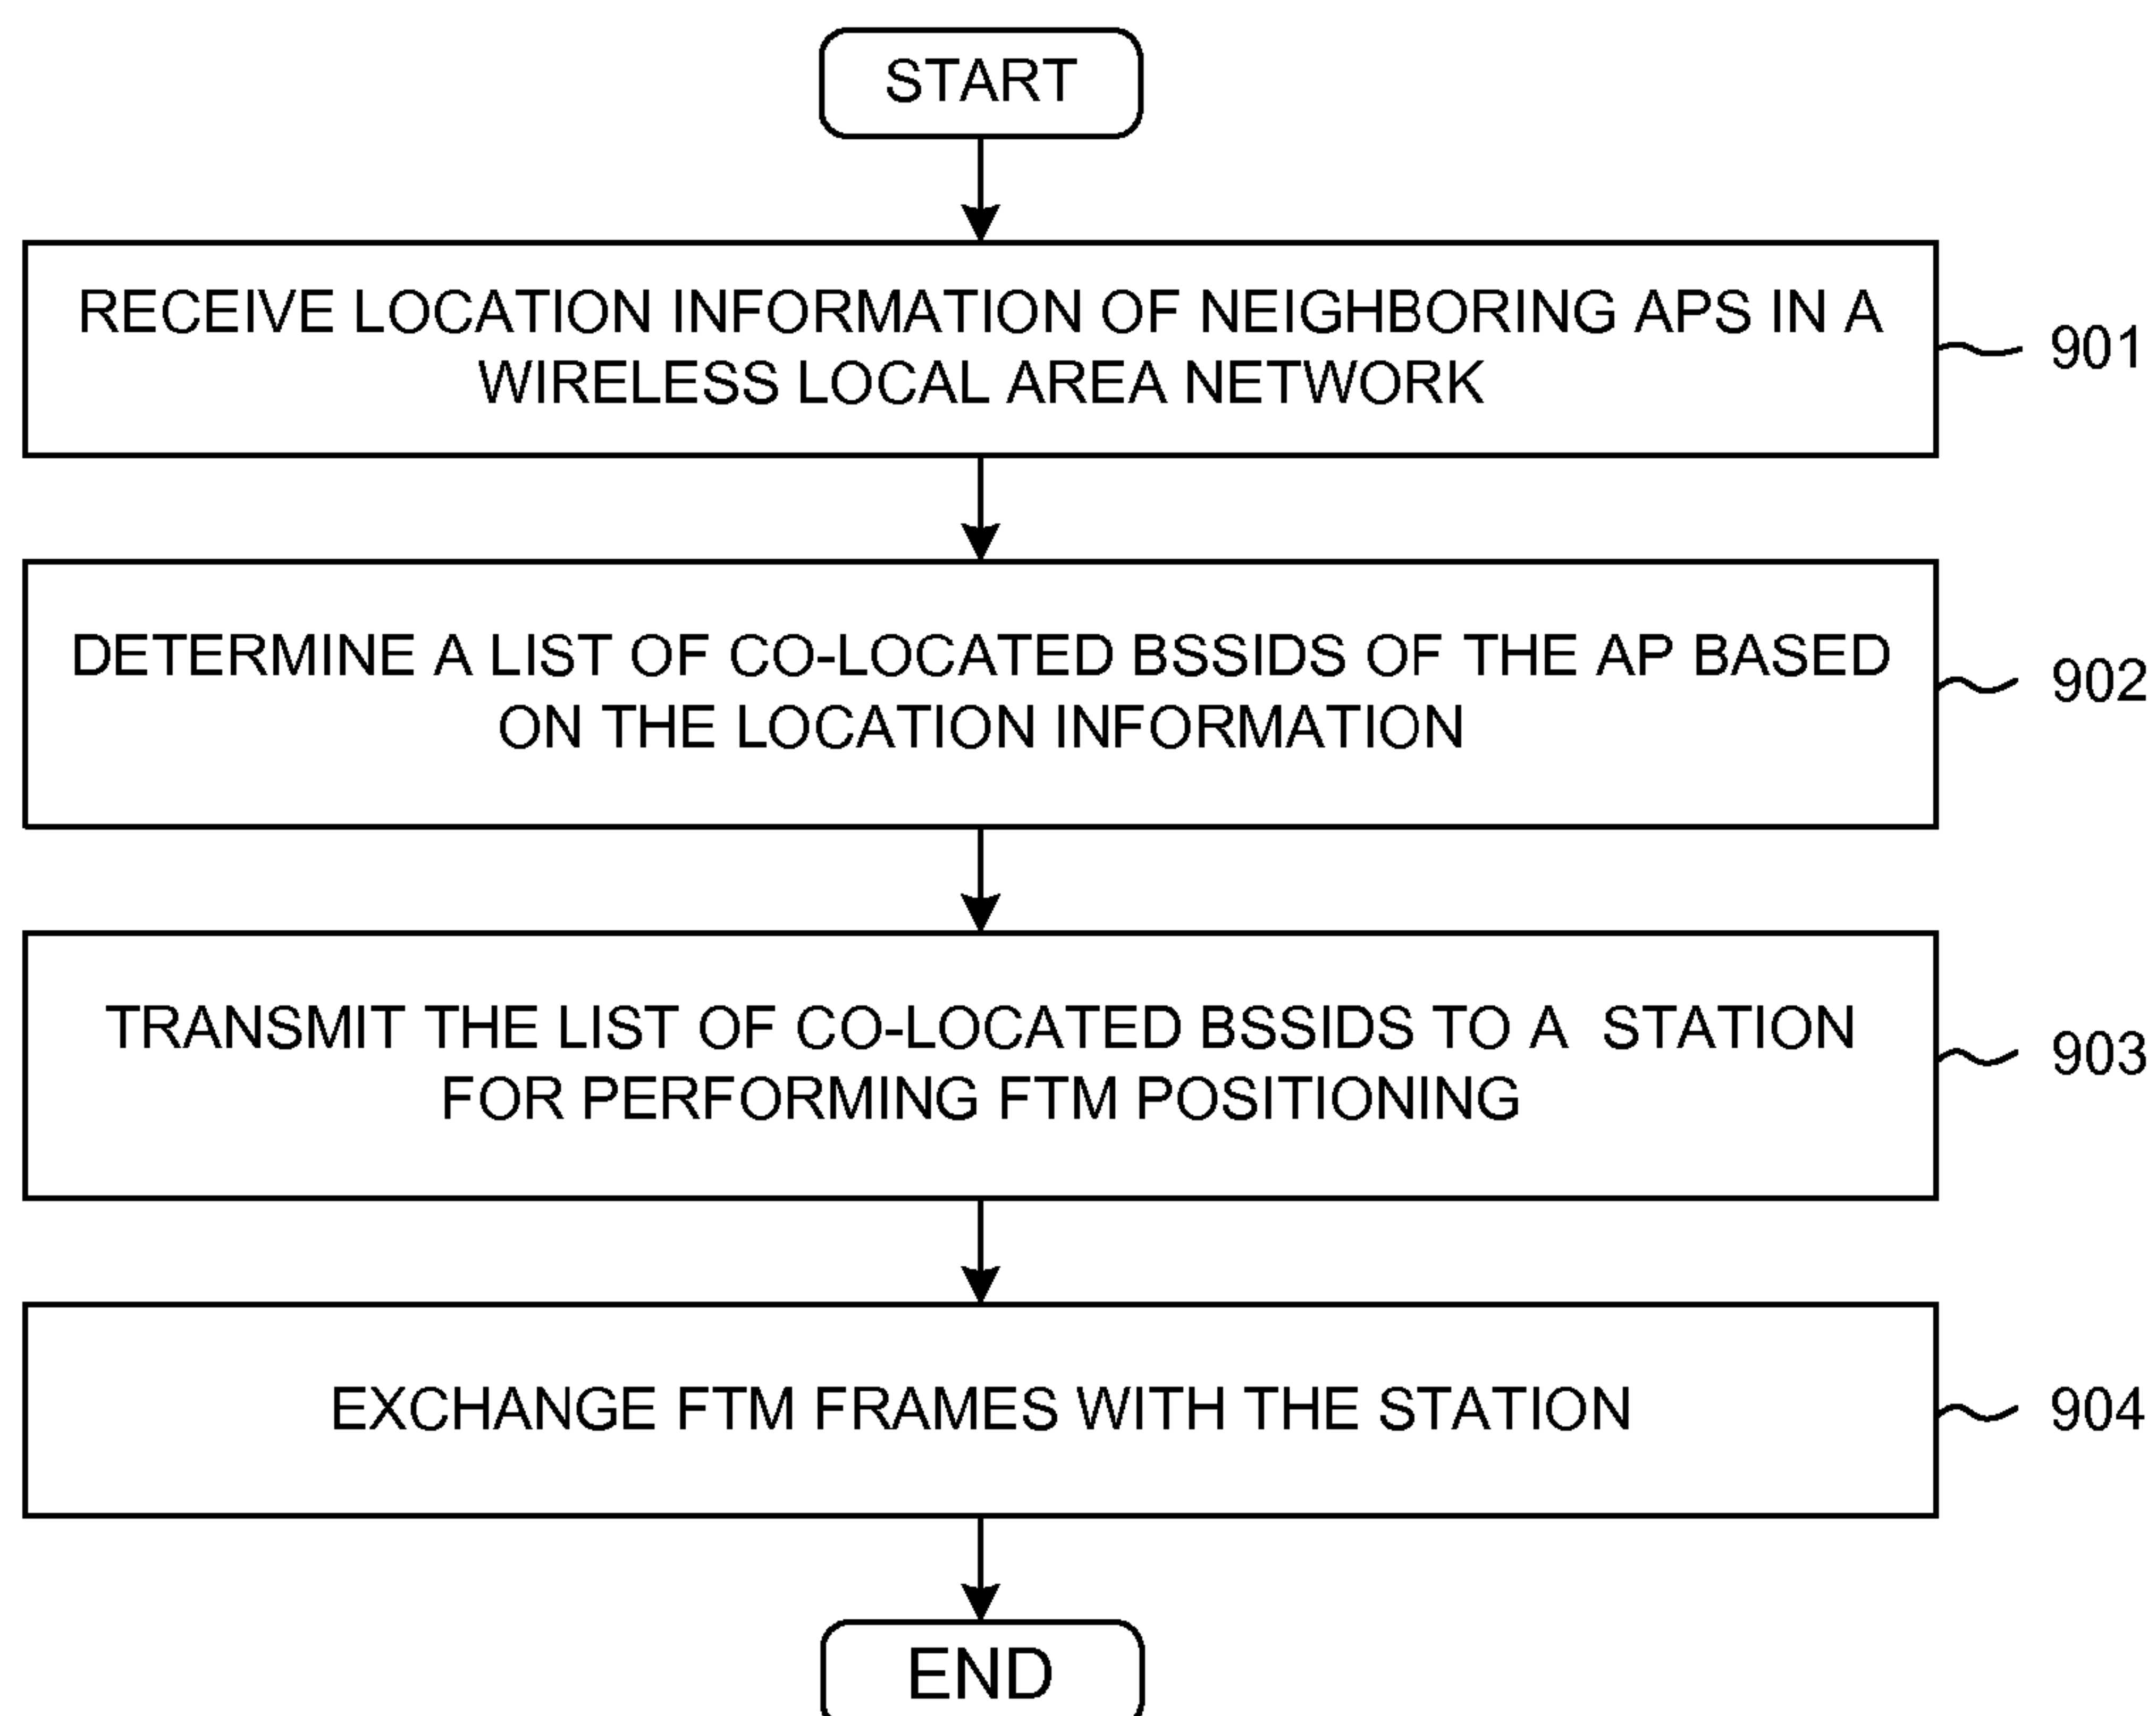 START
RECEIVE LOCATION INFORMATION OF NEIGHBORING APS IN A
WIRELESS LOCAL AREA NETWORK
901
DETERMINE A LIST OF CO-LOCATED BSSIDS OF THE AP BASED
ON THE LOCATION INFORMATION
902
TRANSMIT THE LIST OF CO-LOCATED BSSIDS TO A STATION
FOR PERFORMING FTM POSITIONING
903
EXCHANGE FTM FRAMES WITH THE STATION
904
END